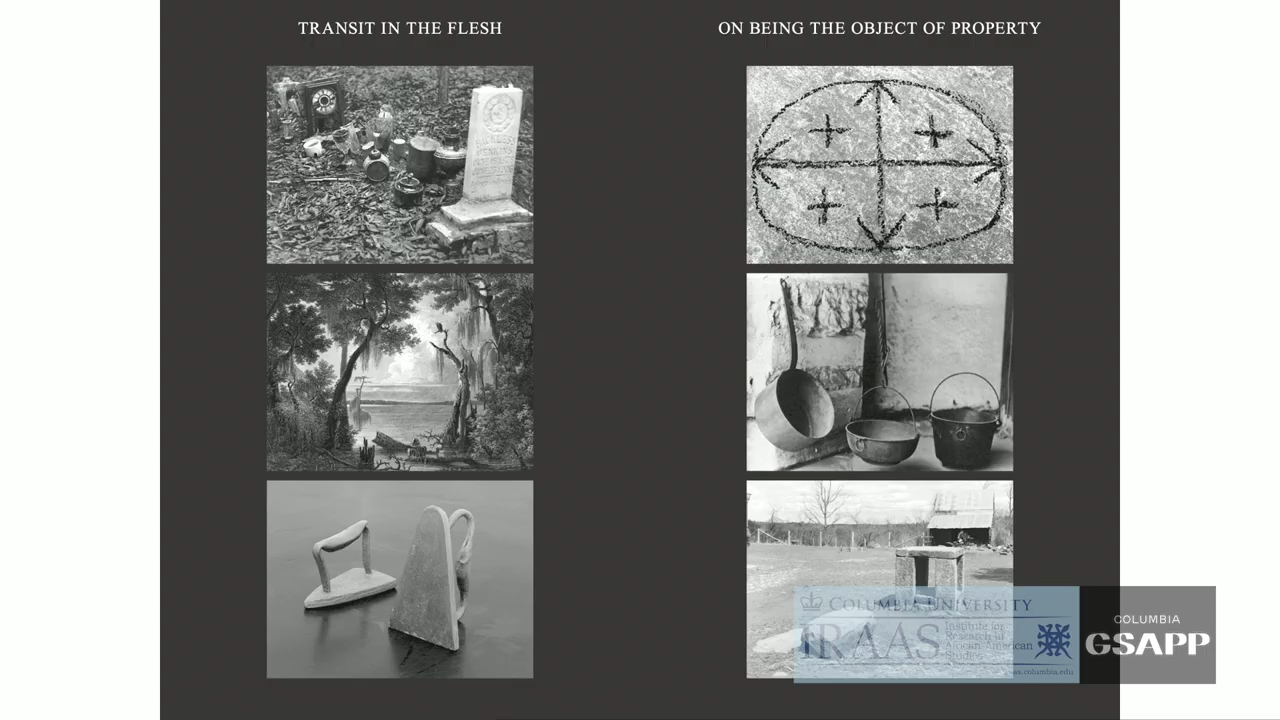 TRANSIT IN THE FLESH
ON BEING THE OBJECT OF PROPERTY
COLUMBIA UNIVERSITY
IRAAS
Institute for
Research in
African-American
Studies
COLUMBIA
GSAPP